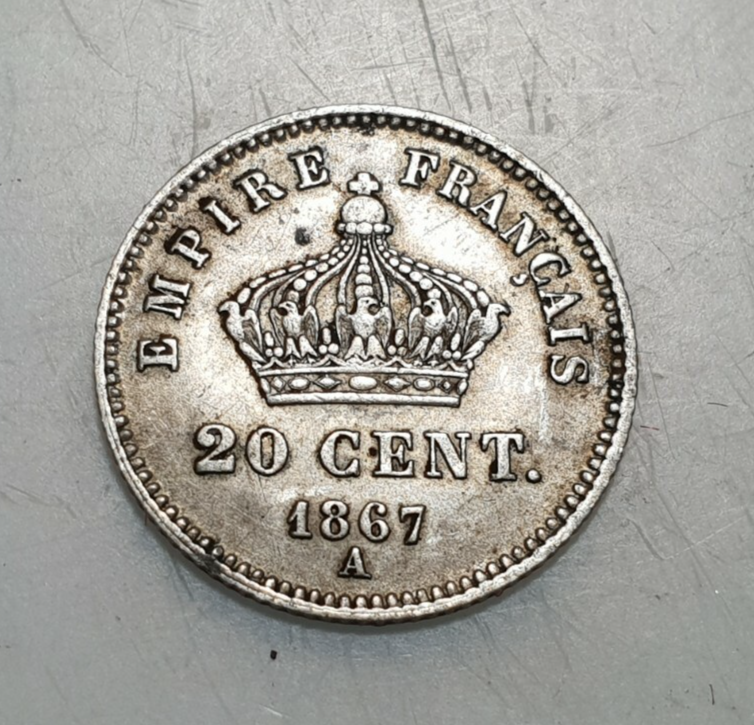 EMPIRE FRANÇAIS
20 CENT.
1867
A